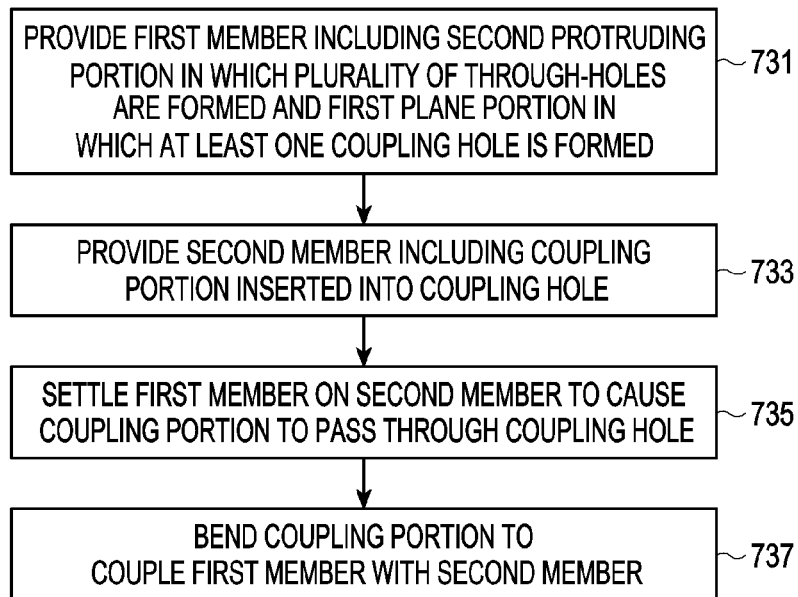 PROVIDE FIRST MEMBER INCLUDING SECOND PROTRUDING
PORTION IN WHICH PLURALITY OF THROUGH-HOLES
ARE FORMED AND FIRST PLANE PORTION IN
WHICH AT LEAST ONE COUPLING HOLE IS FORMED
731
PROVIDE SECOND MEMBER INCLUDING COUPLING
PORTION INSERTED INTO COUPLING HOLE
733
SETTLE FIRST MEMBER ON SECOND MEMBER TO CAUSE
COUPLING PORTION TO PASS THROUGH COUPLING HOLE
735
BEND COUPLING PORTION TO
COUPLE FIRST MEMBER WITH SECOND MEMBER
737